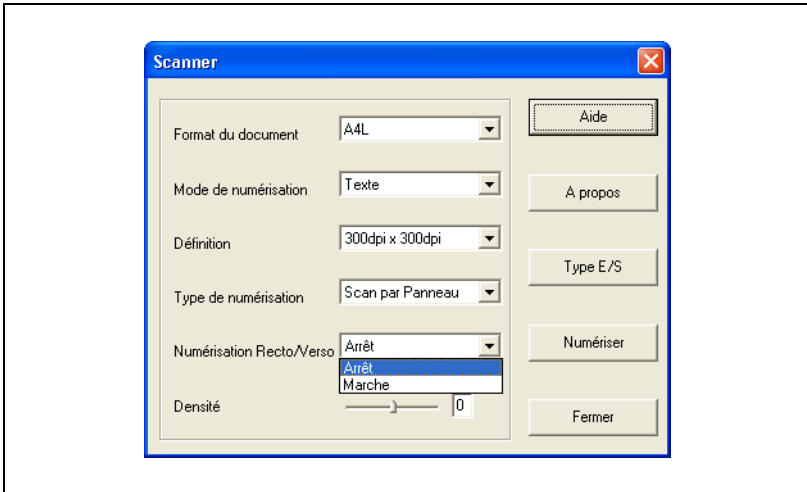 Scanner
Format du document
A4L
Aide
Mode de numérisation
Texte
A propos
Définition
300dpi x 300dpi
Type E/S
Type de numérisation
Scan par Panneau
Numérisation Recto/Verso
Arrêt
Numériser
Arrêt
Marche
Densité
0
Fermer